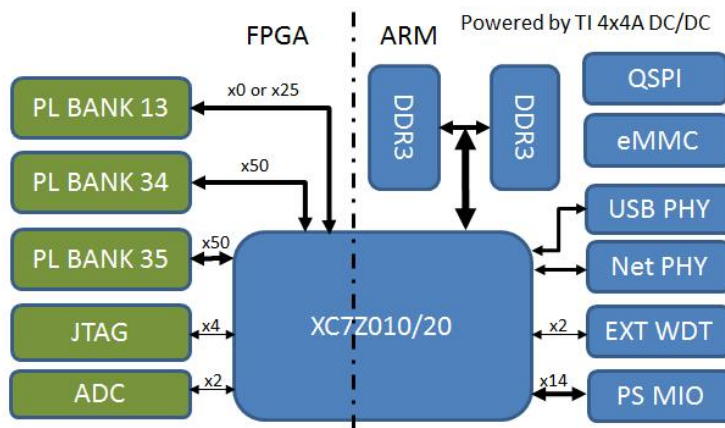 FPGA
ARM
Powered by TI 4x4A DC/DC
PL BANK 13
x0 or x25
DDR3
DDR3
QSPI
eMMC
PL BANK 34
x50
USB PHY
PL BANK 35
x50
Net PHY
JTAG
x4
XC7Z010/20
x2
EXT WDT
ADC
x2
x14
PS MIO